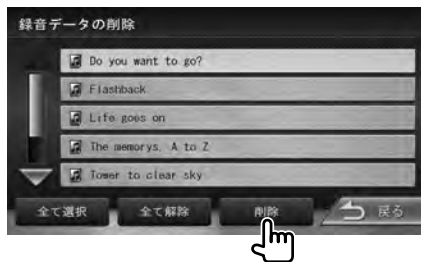 録音データの削除
Do you want to go?
Flashback
Life goes on
The memorys. A to Z
Tower to clear sky
全て選択 全て解除 削除 戻る